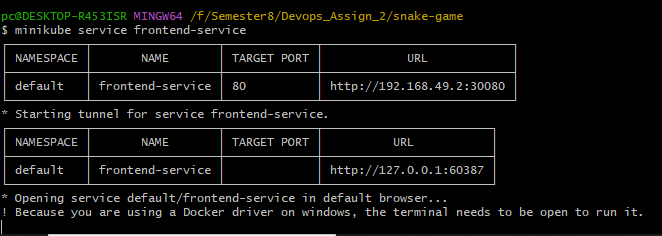 pc@DESKTOP-R453ISR MINGW64 /f/Semester8/Devops_Assign_2/snake-game
$ minikube service frontend-service
NAMESPACE NAME TARGET PORT URL
default frontend-service 80 http://192.168.49.2:30080
* Starting tunnel for service frontend-service.
NAMESPACE NAME TARGET PORT URL
default frontend-service http://127.0.0.1:60387
* Opening service default/frontend-service in default browser...
! Because you are using a Docker driver on windows, the terminal needs to be open to run it.